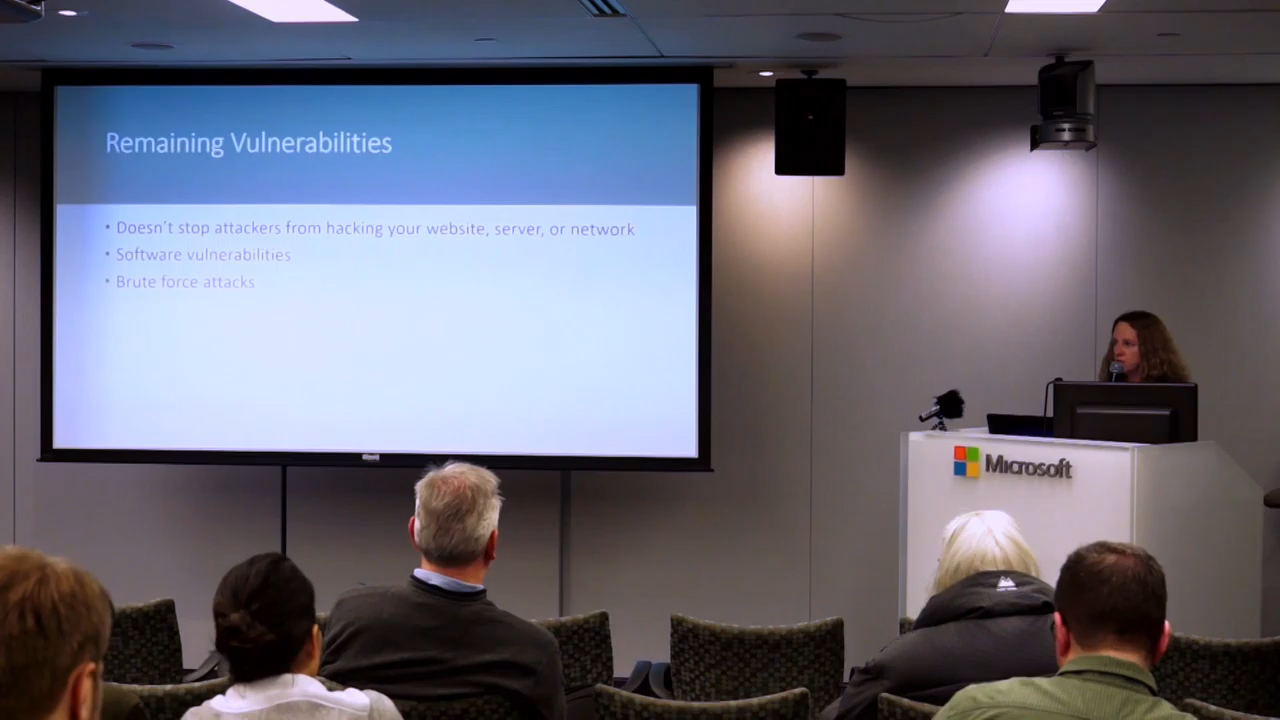 Remaining Vulnerabilities
• Doesn't stop attackers from hacking your website, server, or network
• Software vulnerabilities
• Brute force attacks
Microsoft